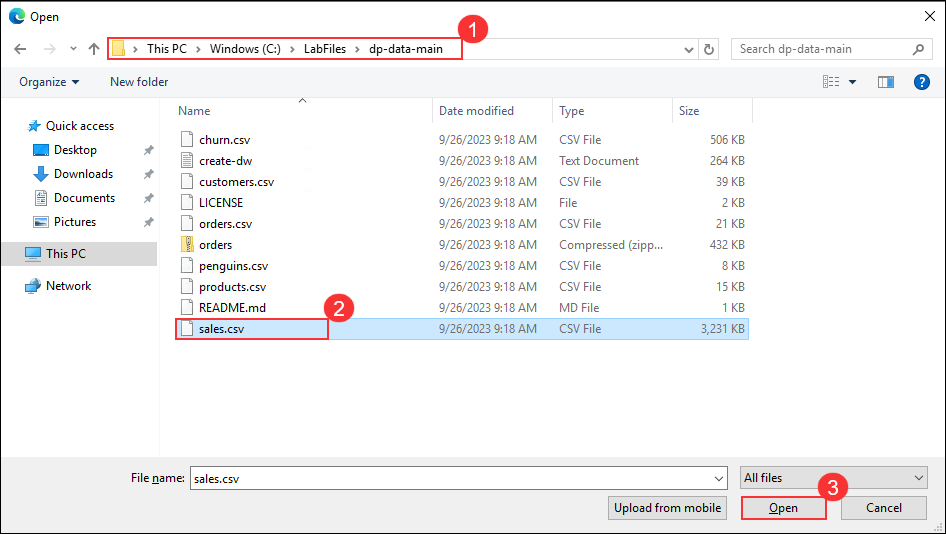 Open
1
This PC > Windows (C:) > LabFiles > dp-data-main
Search dp-data-main
Organize
New folder
?
Quick access
Desktop
Downloads
Documents
Pictures
This PC
Network
Name Date modified Type Size
churn.csv 9/26/2023 9:18 AM CSV File 506 KB
create-dw 9/26/2023 9:18 AM Text Document 264 KB
customers.csv 9/26/2023 9:18 AM CSV File 39 KB
LICENSE 9/26/2023 9:18 AM File 2 KB
orders.csv 9/26/2023 9:18 AM CSV File 21 KB
orders 9/26/2023 9:18 AM Compressed (zipp... 432 KB
penguins.csv 9/26/2023 9:18 AM CSV File 8 KB
products.csv 9/26/2023 9:18 AM CSV File 15 KB
README.md 9/26/2023 9:18 AM MD File 1 KB
2
sales.csv 9/26/2023 9:18 AM CSV File 3,231 KB
File name: sales.csv
All files
3
Upload from mobile
Open
Cancel